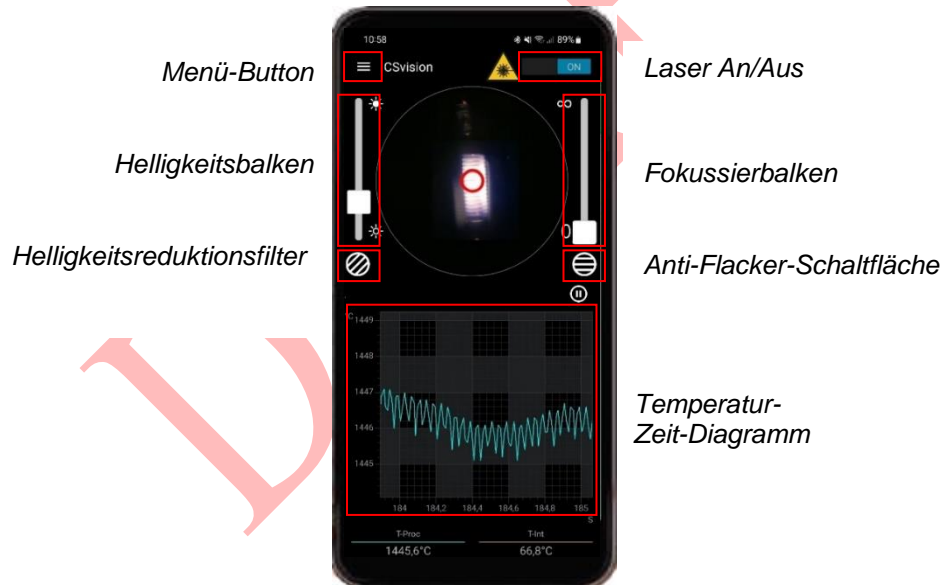 10:58
89%
Menü-Button
CSvision
ON
Laser An/Aus
∞
Helligkeitsbalken
Fokussierbalken
0
Helligkeitsreduktionsfilter
Anti-Flacker-Schaltfläche
°C
1449
1448
1447
1446
1445
Temperatur-
Zeit-Diagramm
184 184,2 184,4 184,6 184,8 185
S
T-Proc T-Int
1445,6°C 66,8°C